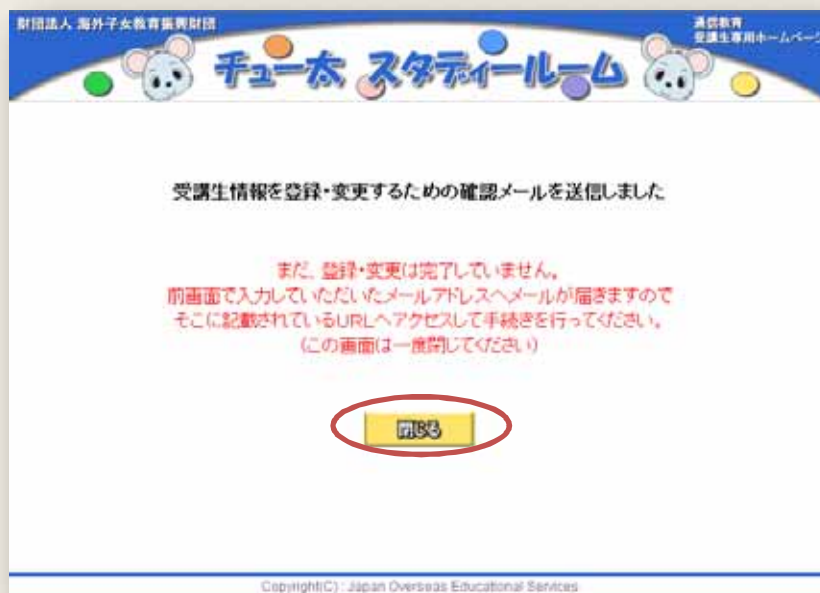 財団法人 海外子女教育振興財団
通信教育
受講生専用ホームページ
チュー太 スタディールーム
受講生情報を登録・変更するための確認メールを送信しました
まだ、登録・変更は完了していません。
前画面で入力していただいたメールアドレスへメールが届きますので
そこに記載されているURLへアクセスして手続きを行ってください。
(この画面は一度閉じてください)
閉じる
Copyright(C) : Japan Overseas Educational Services